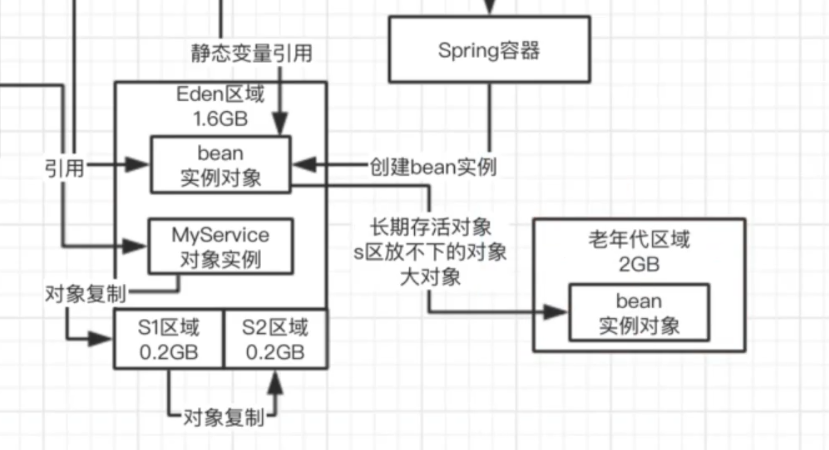 静态变量引用
Spring容器
Eden区域
1.6GB
bean
实例对象
引用
创建bean实例
MyService
对象实例
长期存活对象
s区放不下的对象
大对象
老年代区域
2GB
bean
实例对象
对象复制
S1区域
0.2GB
S2区域
0.2GB
对象复制